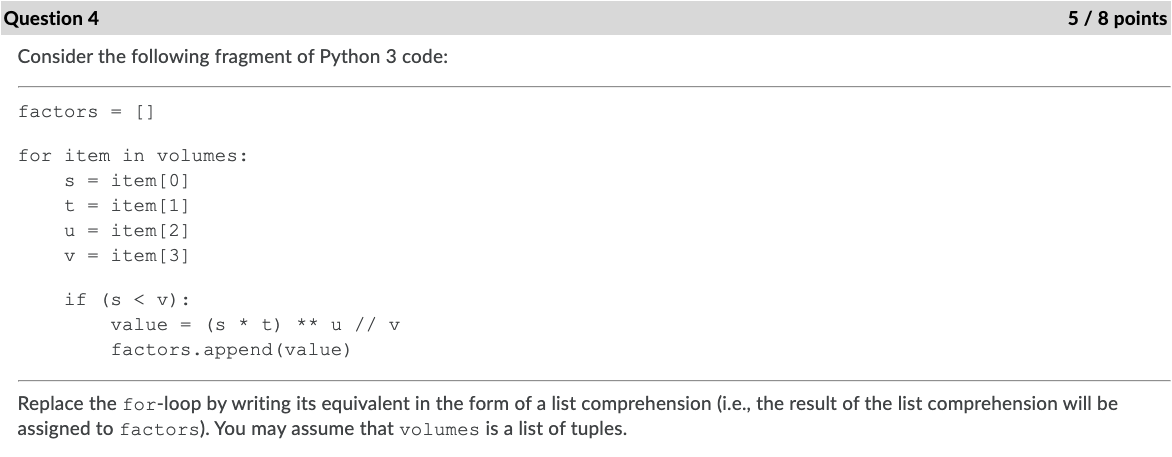 Question 4
5 / 8 points
Consider the following fragment of Python 3 code:
factors = []
for item in volumes:
    s = item[0]
    t = item[1]
    u = item[2]
    v = item[3]
    if (s < v):
        value = (s * t) ** u // v
        factors.append(value)
Replace the for-loop by writing its equivalent in the form of a list comprehension (i.e., the result of the list comprehension will be
assigned to factors). You may assume that volumes is a list of tuples.